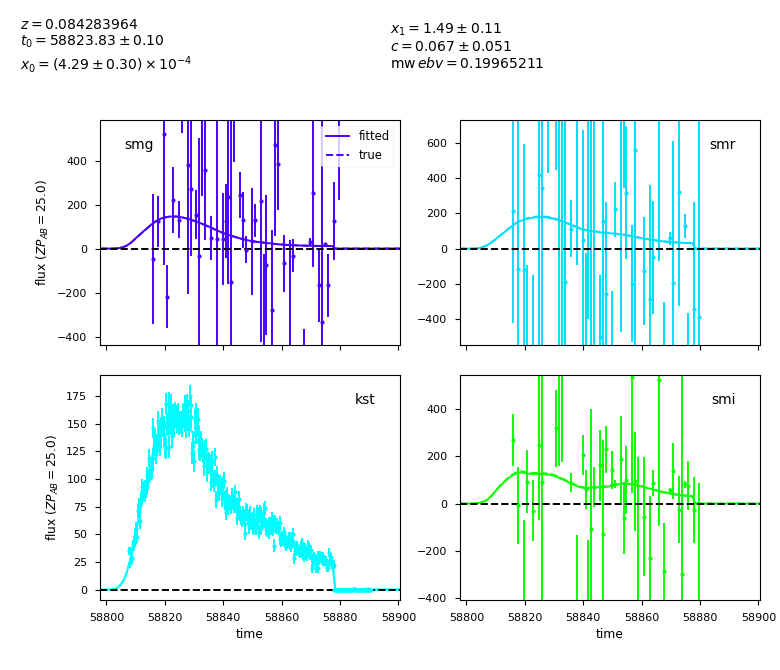 z = 0.084283964
t₀ = 58823.83 ± 0.10
x₀ = (4.29 ± 0.30) × 10⁻⁴
x₁ = 1.49 ± 0.11
c = 0.067 ± 0.051
mw ebv = 0.19965211
smg
fitted
true
400
200
0
−200
−400
flux (ZP_AB = 25.0)
smr
600
400
200
0
−200
−400
kst
175
150
125
100
75
50
25
0
flux (ZP_AB = 25.0)
58800
58820
58840
58860
58880
58900
time
smi
400
200
0
−200
−400
58800
58820
58840
58860
58880
58900
time